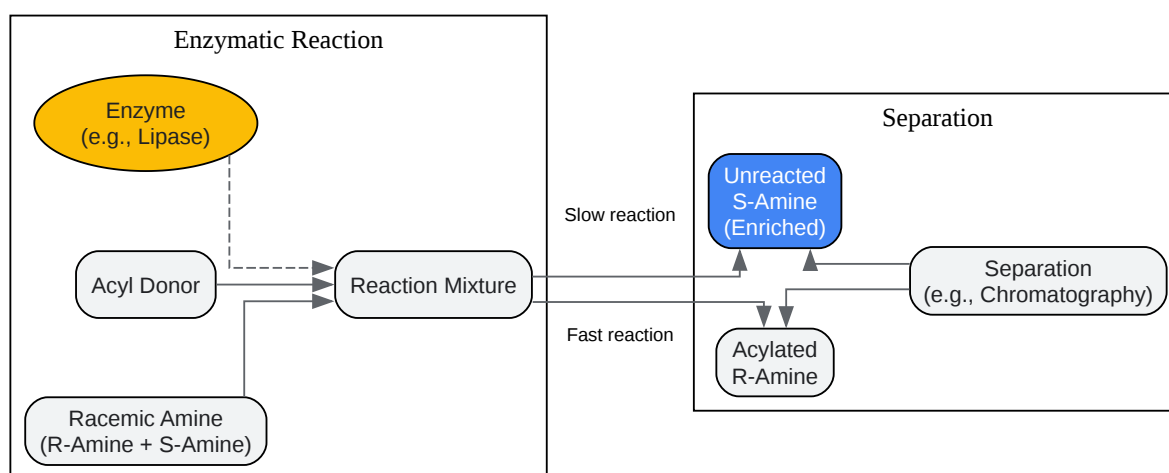 Enzymatic Reaction
Enzyme
(e.g., Lipase)
Acyl Donor
Racemic Amine
(R-Amine + S-Amine)
Reaction Mixture
Slow reaction
Fast reaction
Separation
Unreacted
S-Amine
(Enriched)
Separation
(e.g., Chromatography)
Acylated
R-Amine